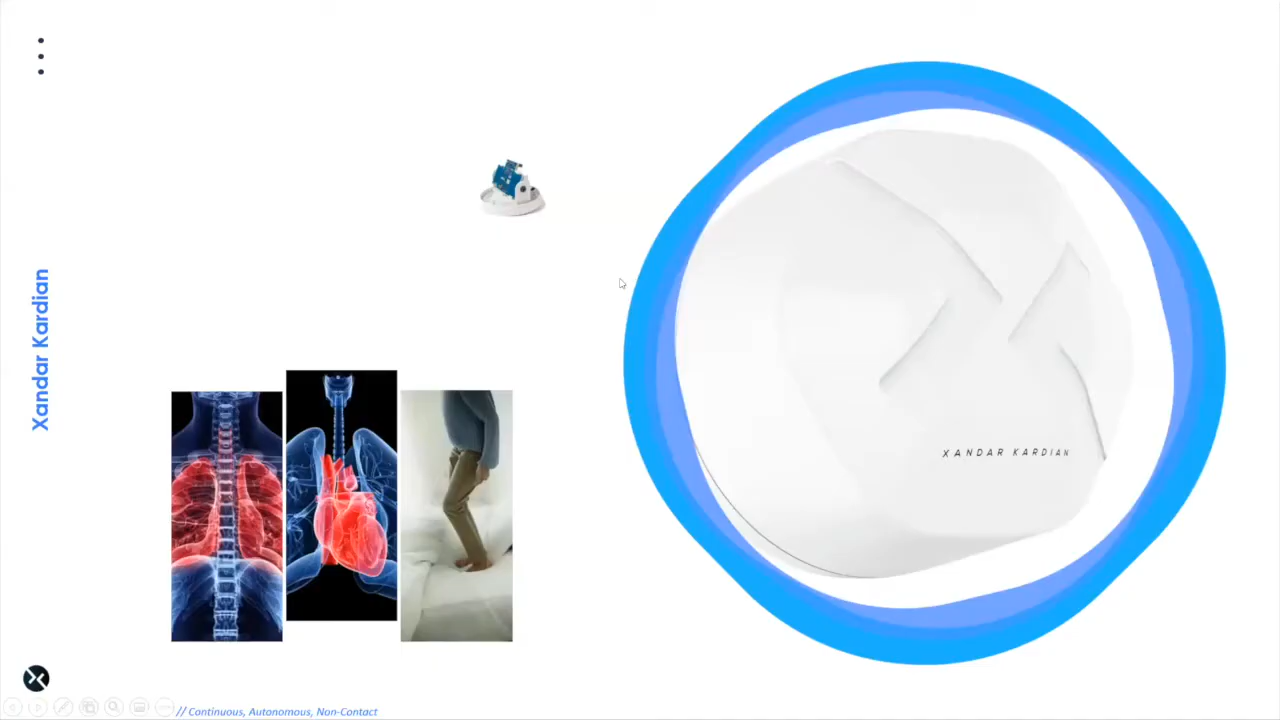 Xandar Kardian
XANDAR KARDIAN
// Continuous, Autonomous, Non-Contact